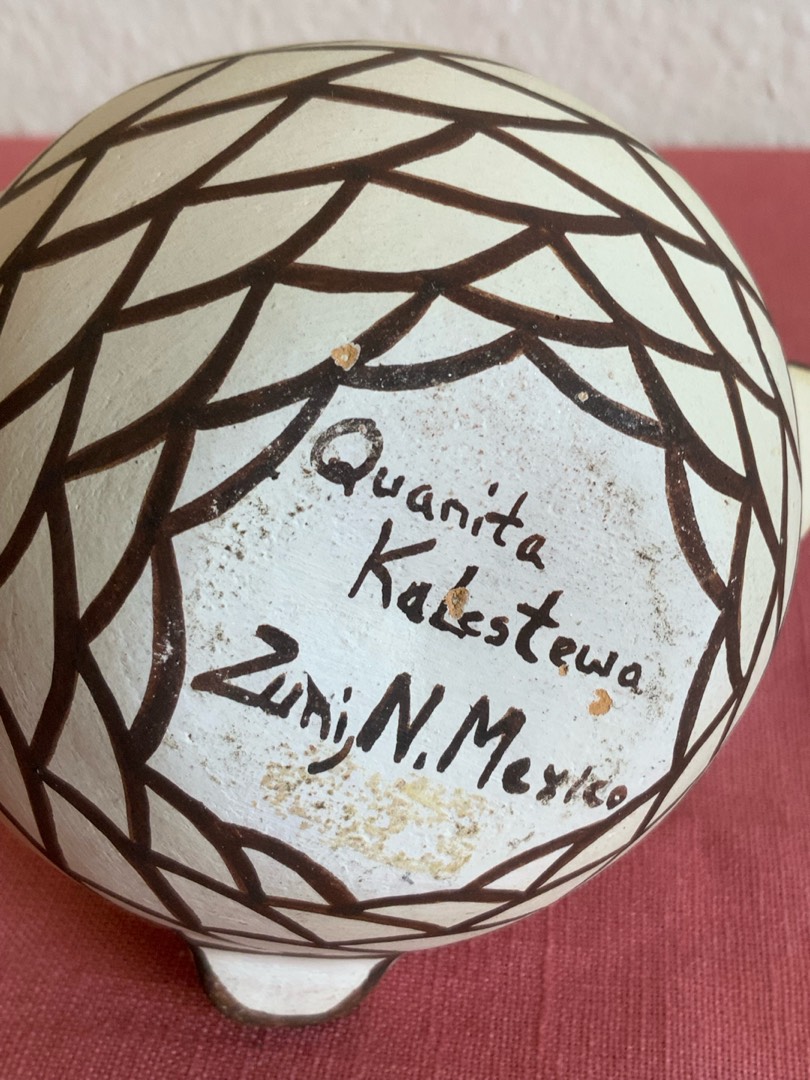 Quanita
Kalestewa
Zuni, N. Mexico